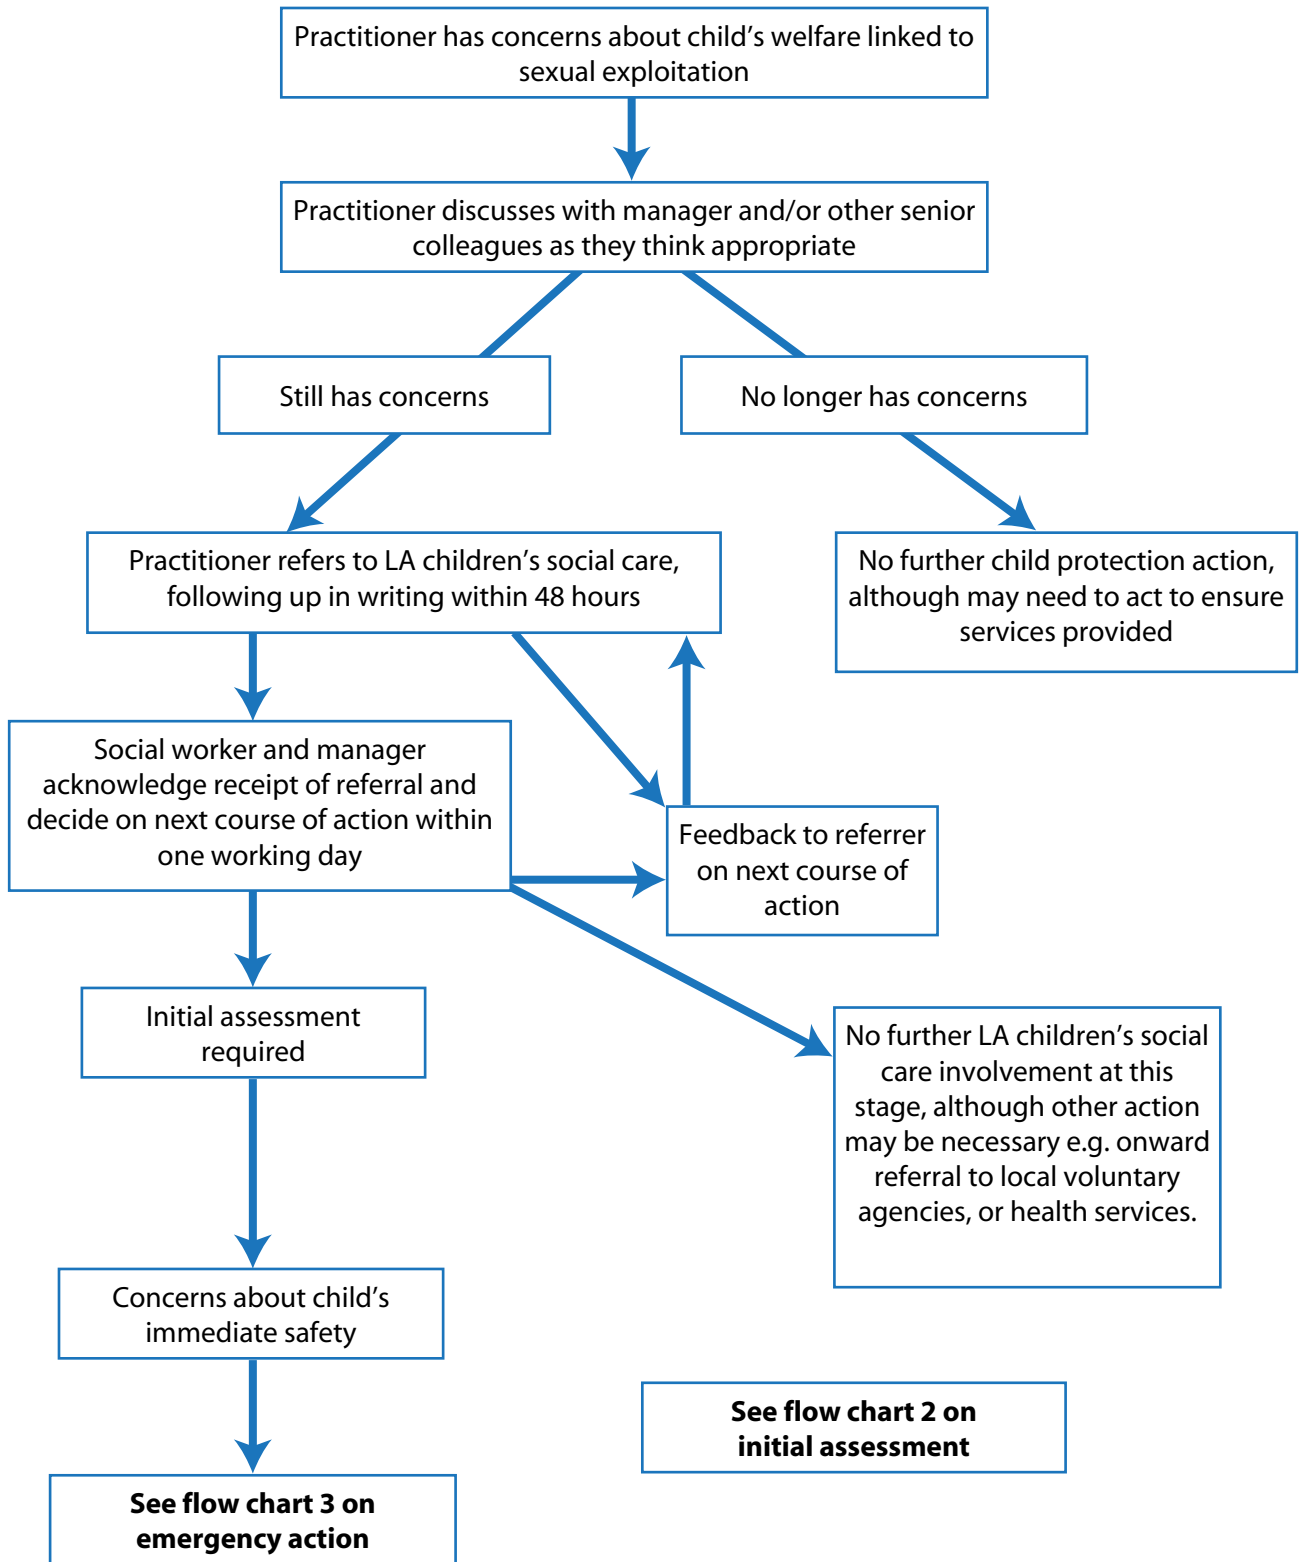 Practitioner has concerns about child’s welfare linked to
sexual exploitation
Practitioner discusses with manager and/or other senior
colleagues as they think appropriate
Still has concerns
No longer has concerns
Practitioner refers to LA children’s social care,
following up in writing within 48 hours
No further child protection action,
although may need to act to ensure
services provided
Social worker and manager
acknowledge receipt of referral and
decide on next course of action within
one working day
Feedback to referrer
on next course of
action
Initial assessment
required
No further LA children’s social
care involvement at this
stage, although other action
may be necessary e.g. onward
referral to local voluntary
agencies, or health services.
Concerns about child’s
immediate safety
See flow chart 2 on
initial assessment
See flow chart 3 on
emergency action